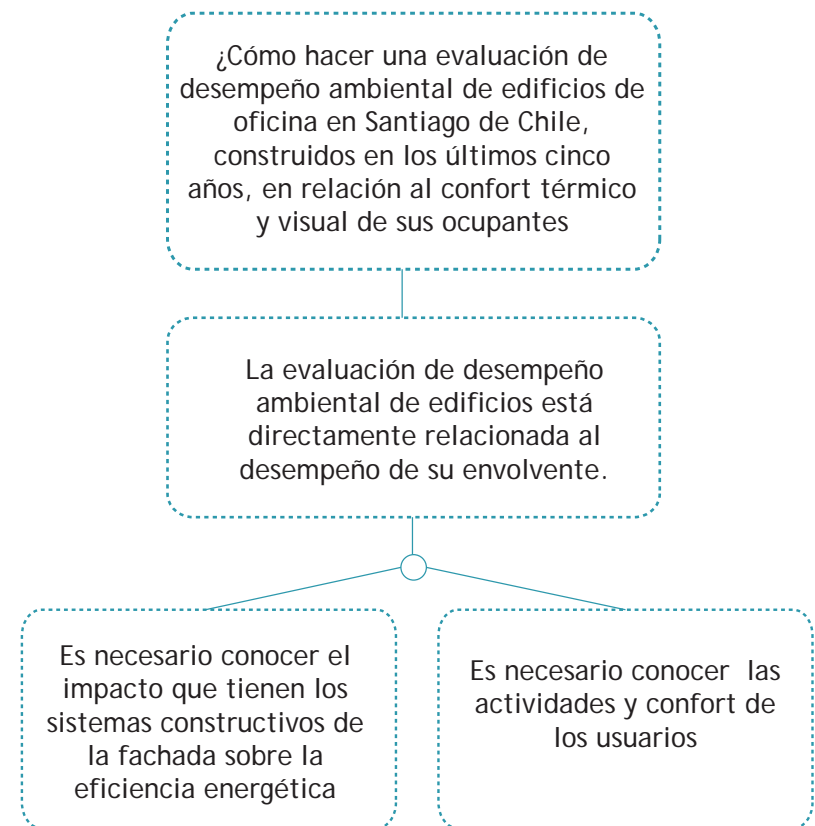 ¿Cómo hacer una evaluación de
desempeño ambiental de edificios de
oficina en Santiago de Chile,
construidos en los últimos cinco
años, en relación al confort térmico
y visual de sus ocupantes
La evaluación de desempeño
ambiental de edificios está
directamente relacionada al
desempeño de su envolvente.
Es necesario conocer el
impacto que tienen los
sistemas constructivos de
la fachada sobre la
eficiencia energética
Es necesario conocer las
actividades y confort de
los usuarios